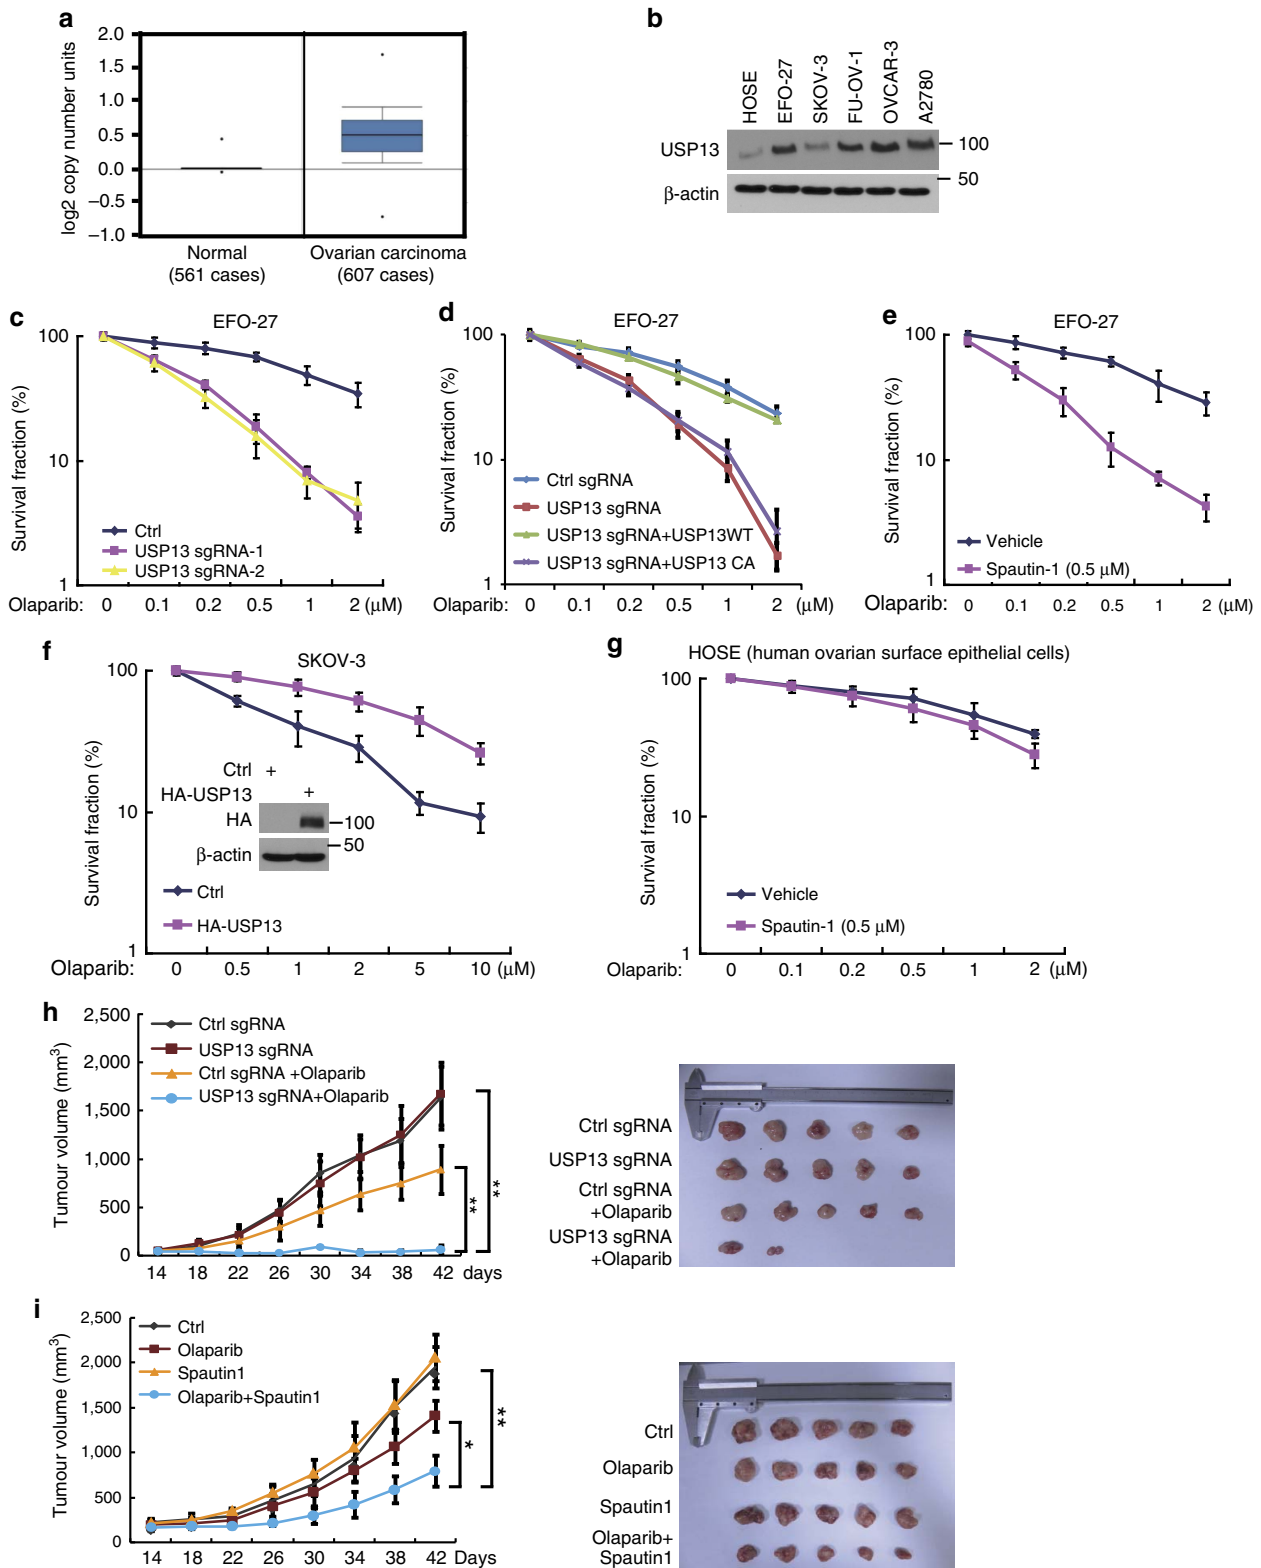 a
log2 copy number units
2.0
1.5
1.0
0.5
0.0
−0.5
−1.0
Normal
(561 cases)
Ovarian carcinoma
(607 cases)
b
HOSE
EFO-27
SKOV-3
FU-OV-1
OVCAR-3
A2780
USP13
100
50
β-actin
c
EFO-27
Survival fraction (%)
100
10
1
Ctrl
USP13 sgRNA-1
USP13 sgRNA-2
Olaparib: 0 0.1 0.2 0.5 1 2 (μM)
d
EFO-27
Survival fraction (%)
100
10
1
Ctrl sgRNA
USP13 sgRNA
USP13 sgRNA+USP13WT
USP13 sgRNA+USP13 CA
Olaparib: 0 0.1 0.2 0.5 1 2 (μM)
e
EFO-27
Survival fraction (%)
100
10
1
Vehicle
Spautin-1 (0.5 μM)
Olaparib: 0 0.1 0.2 0.5 1 2 (μM)
f
SKOV-3
Survival fraction (%)
100
10
1
Ctrl +
HA-USP13 +
HA
100
50
β-actin
Ctrl
HA-USP13
Olaparib: 0 0.5 1 2 5 10 (μM)
g
HOSE (human ovarian surface epithelial cells)
Survival fraction (%)
100
10
1
Vehicle
Spautin-1 (0.5 μM)
Olaparib: 0 0.1 0.2 0.5 1 2 (μM)
h
Tumour volume (mm³)
2,500
2,000
1,500
1,000
500
0
Ctrl sgRNA
USP13 sgRNA
Ctrl sgRNA +Olaparib
USP13 sgRNA+Olaparib
**
**
14 18 22 26 30 34 38 42 days
Ctrl sgRNA
USP13 sgRNA
Ctrl sgRNA
+Olaparib
USP13 sgRNA
+Olaparib
i
Tumour volume (mm³)
2,500
2,000
1,500
1,000
500
0
Ctrl
Olaparib
Spautin1
Olaparib+Spautin1
*
**
14 18 22 26 30 34 38 42 Days
Ctrl
Olaparib
Spautin1
Olaparib+
Spautin1